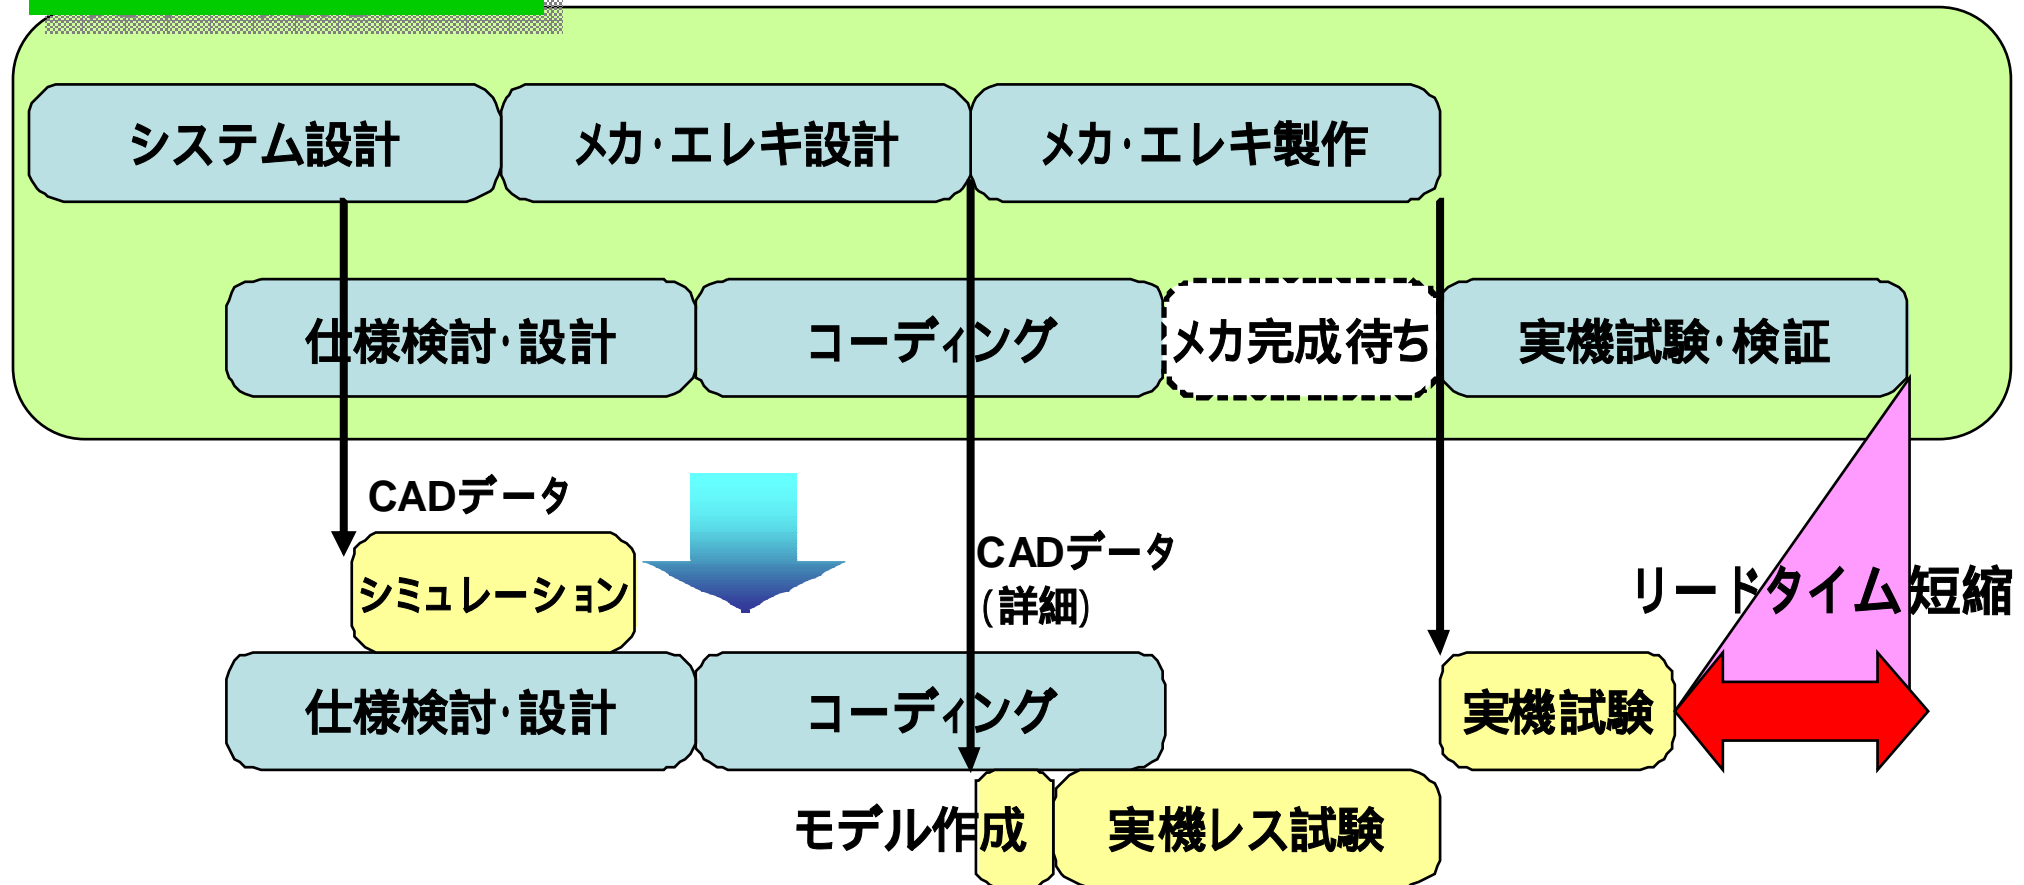 システム設計
メカ・エレキ設計
メカ・エレキ製作
仕様検討・設計
コーディング
メカ完成待ち
実機試験・検証
CADデータ
CADデータ
(詳細)
シミュレーション
リードタイム短縮
仕様検討・設計
コーディング
実機試験
モデル作成
実機レス試験